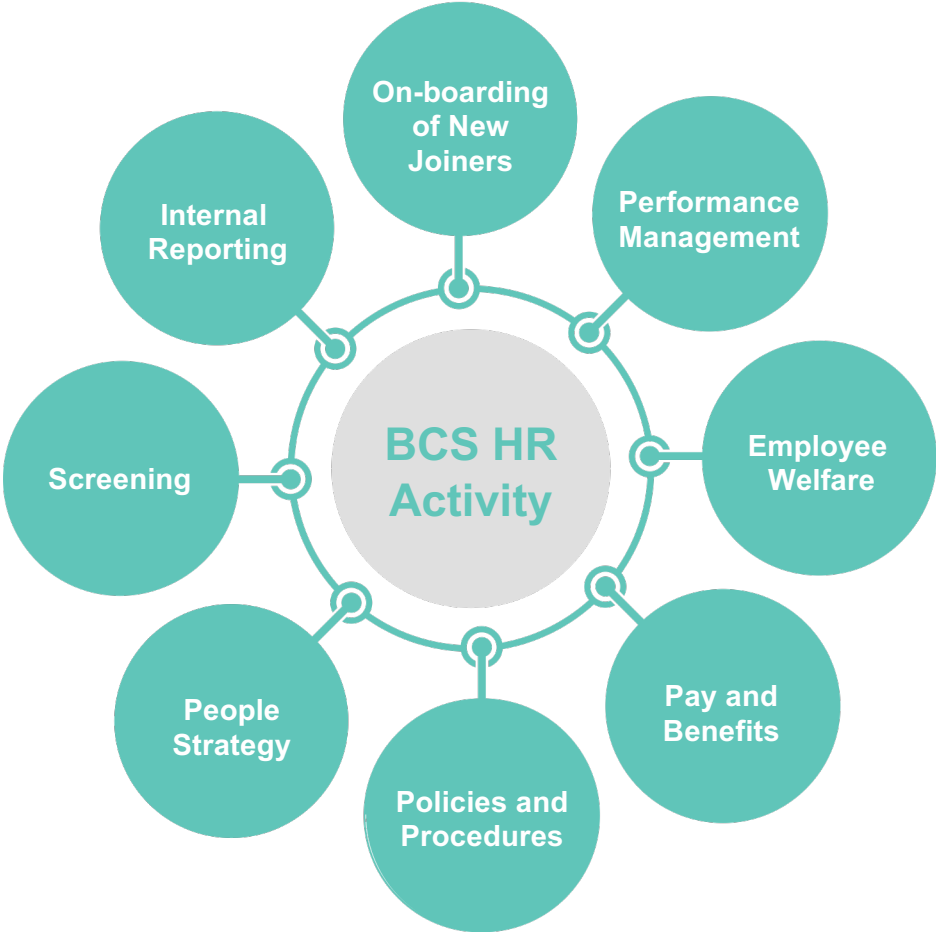 On-boarding
of New
Joiners
Performance
Management
Employee
Welfare
Pay and
Benefits
Policies and
Procedures
People
Strategy
Screening
Internal
Reporting
BCS HR
Activity